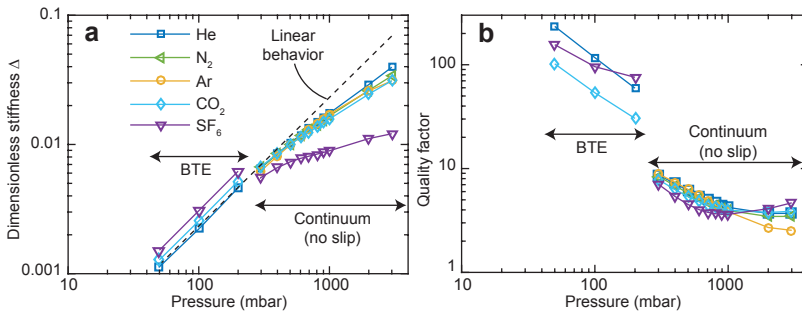 a
0.1
0.01
0.001
Dimensionless stiffness Δ
He
N2
Ar
CO2
SF6
Linear
behavior
BTE
Continuum
(no slip)
10
100
1000
Pressure (mbar)
b
1000
100
10
1
Quality factor
BTE
Continuum
(no slip)
10
100
1000
Pressure (mbar)